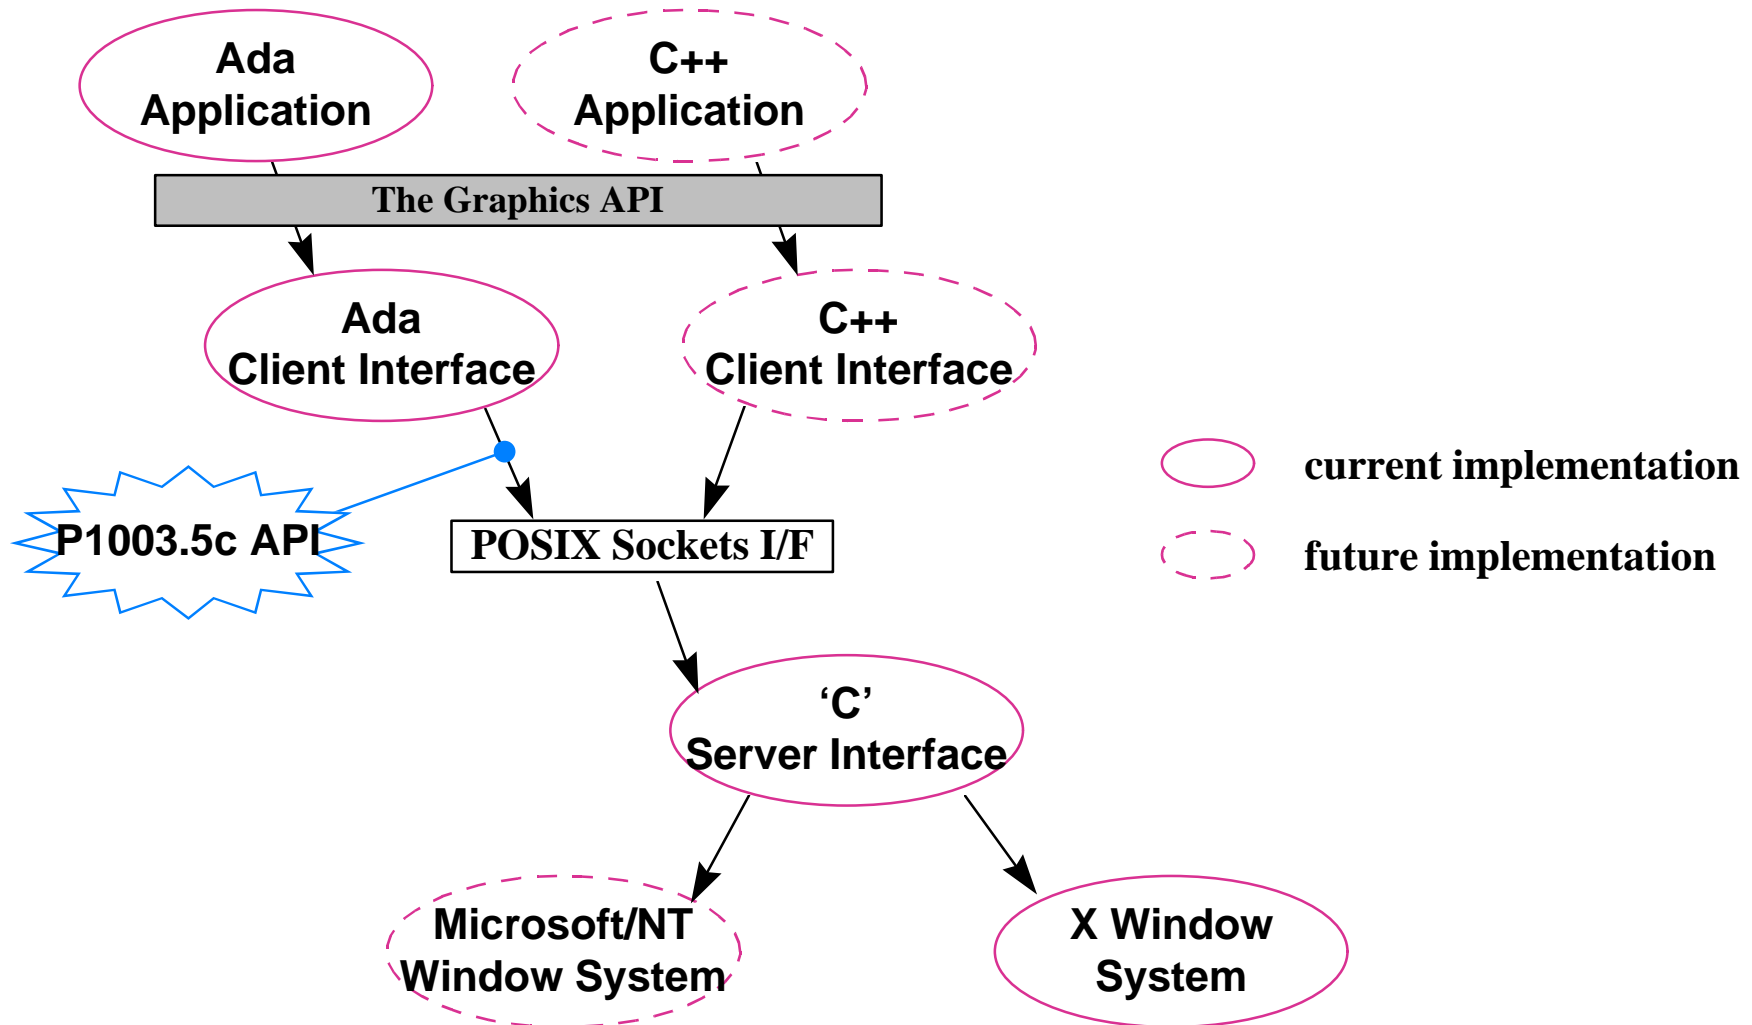 Ada
Application
C++
Application
The Graphics API
Ada
Client Interface
C++
Client Interface
current implementation
P1003.5c API
POSIX Sockets I/F
future implementation
‘C’
Server Interface
Microsoft/NT
Window System
X Window
System